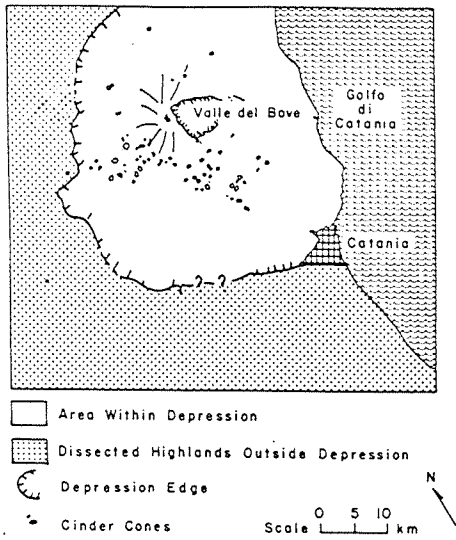 Valle del Bove
Golfo
di
Catania
Catania
?-?
Area Within Depression
Dissected Highlands Outside Depression
Depression Edge
Cinder Cones
N
Scale 0 5 10
km